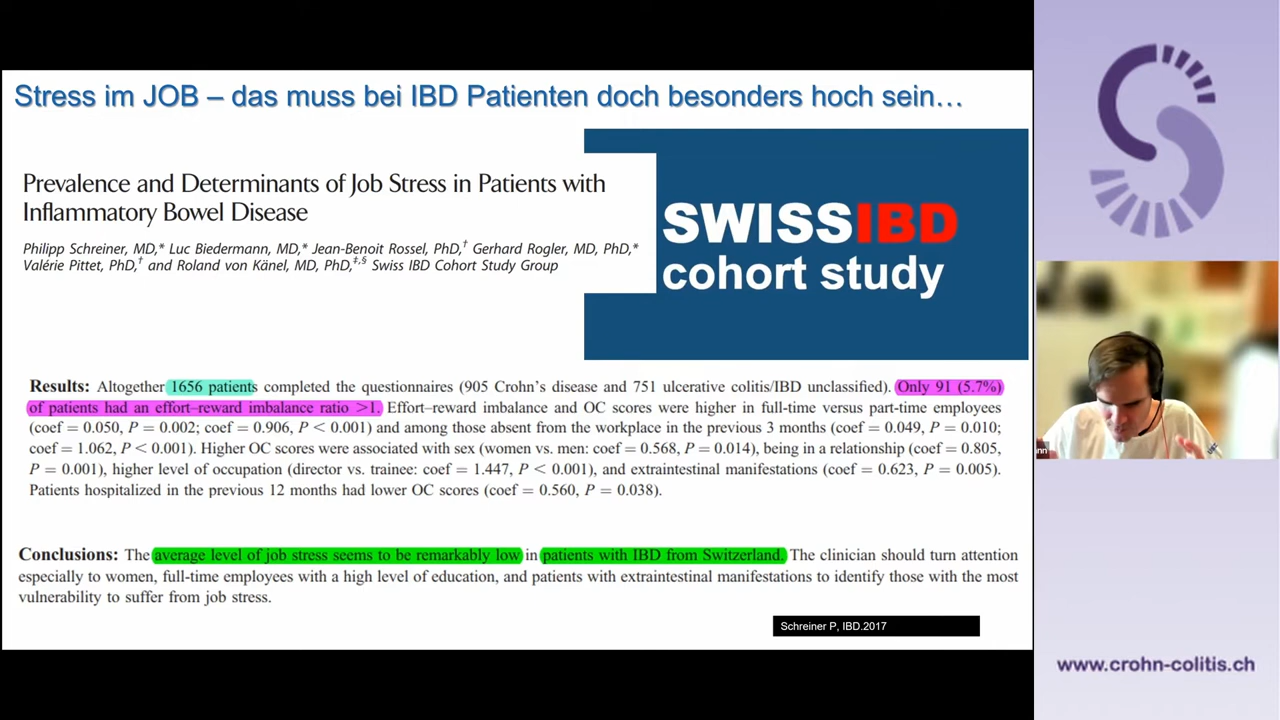 Stress im JOB – das muss bei IBD Patienten doch besonders hoch sein…
Prevalence and Determinants of Job Stress in Patients with
Inflammatory Bowel Disease
Philipp Schreiner, MD,* Luc Biedermann, MD,* Jean-Benoit Rossel, PhD,† Gerhard Rogler, MD, PhD,*
Valérie Pittet, PhD,† and Roland von Känel, MD, PhD,‡,§ Swiss IBD Cohort Study Group
SWISSIBD
cohort study
Results: Altogether 1656 patients completed the questionnaires (905 Crohn's disease and 751 ulcerative colitis/IBD unclassified). Only 91 (5.7%)
of patients had an effort–reward imbalance ratio >1. Effort–reward imbalance and OC scores were higher in full-time versus part-time employees
(coef = 0.050, P = 0.002; coef = 0.906, P < 0.001) and among those absent from the workplace in the previous 3 months (coef = 0.049, P = 0.010;
coef = 1.062, P < 0.001). Higher OC scores were associated with sex (women vs. men: coef = 0.568, P = 0.014), being in a relationship (coef = 0.805,
P = 0.001), higher level of occupation (director vs. trainee: coef = 1.447, P < 0.001), and extraintestinal manifestations (coef = 0.623, P = 0.005).
Patients hospitalized in the previous 12 months had lower OC scores (coef = 0.560, P = 0.038).
Conclusions: The average level of job stress seems to be remarkably low in patients with IBD from Switzerland. The clinician should turn attention
especially to women, full-time employees with a high level of education, and patients with extraintestinal manifestations to identify those with the most
vulnerability to suffer from job stress.
Schreiner P, IBD.2017
www.crohn-colitis.ch